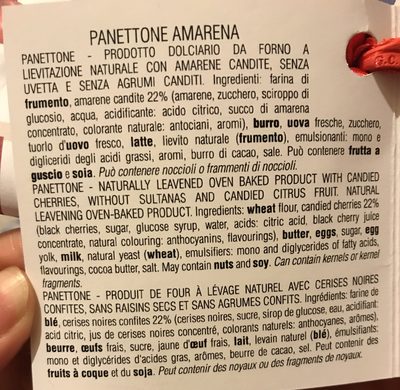 PANETTONE AMARENA
PANETTONE - PRODOTTO DOLCIARIO DA FORNO A
LIEVITAZIONE NATURALE CON AMARENE CANDITE, SENZA
UVETTA E SENZA AGRUMI CANDITI. Ingredienti: farina di
frumento, amarene candite 22% (amarene, zucchero, sciroppo di
glucosio, acqua, acidificante: acido citrico, succo di amarena
concentrato, colorante naturale: antociani, aromi), burro, uova fresche, zucchero,
tuorlo d'uovo fresco, latte, lievito naturale (frumento), emulsionanti: mono e
digliceridi degli acidi grassi, aromi, burro di cacao, sale. Può contenere frutta a
guscio e soia. Può contenere noccioli o frammenti di noccioli.
PANETTONE - NATURALLY LEAVENED OVEN BAKED PRODUCT WITH CANDIED
CHERRIES, WITHOUT SULTANAS AND CANDIED CITRUS FRUIT. NATURAL
LEAVENING OVEN-BAKED PRODUCT. Ingredients: wheat flour, candied cherries 22%
(black cherries, sugar, glucose syrup, water, acids: citric acid, black cherry juice
concentrate, natural colouring: anthocyanins, flavourings), butter, eggs, sugar, egg
yolk, milk, natural yeast (wheat), emulsifiers: mono and diglycerides of fatty acids,
flavourings, cocoa butter, salt. May contain nuts and soy. Can contain kernels or kernel
fragments.
PANETTONE - PRODUIT DE FOUR À LÉVAGE NATUREL AVEC CERISES NOIRES
CONFITES, SANS RAISINS SECS ET SANS AGRUMES CONFITS. Ingrédients: farine de
blé, cerises noires confites 22% (cerises noires, sucre, sirop de glucose, eau, acidifiant:
acid citric, jus de cerises noires concentré, colorants naturels: anthocyanes, arômes),
beurre, œufs frais, sucre, jaune d'œuf frais, lait, levain naturel (blé), émulsifiants:
mono et diglycérides d'acides gras, arômes, beurre de cacao, sel. Peut contenir des
fruits à coque et du soja. Peut contenir des noyaux ou des fragments de noyaux.